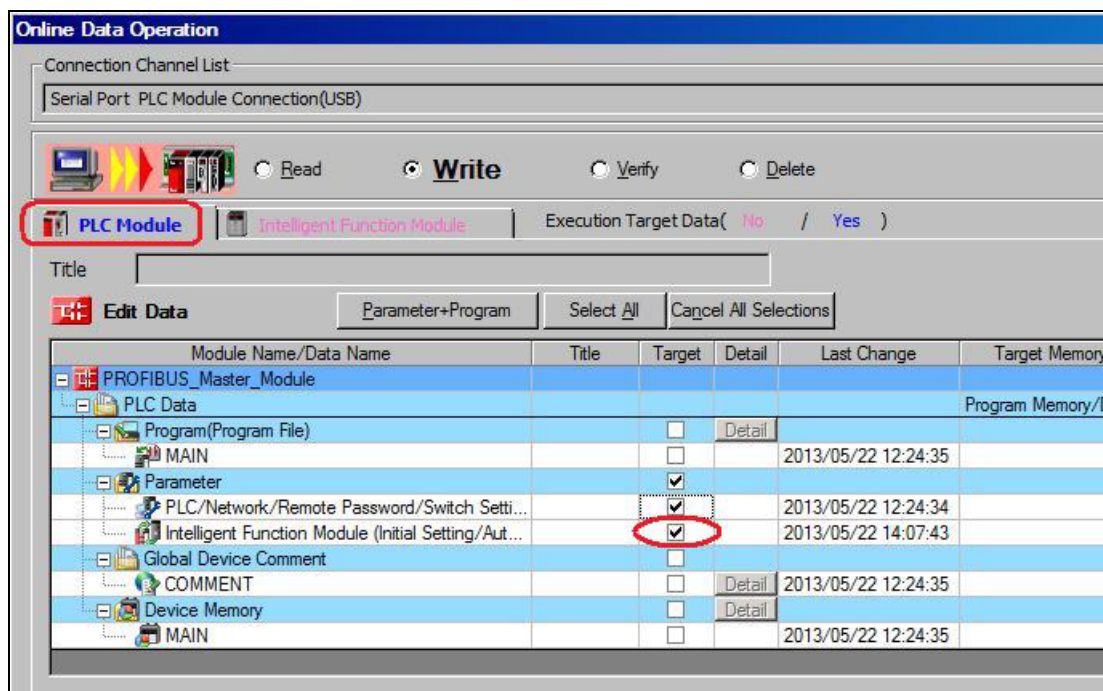 Online Data Operation
Connection Channel List
Serial Port PLC Module Connection(USB)
Read Write Verify Delete
PLC Module Intelligent Function Module Execution Target Data( No / Yes )
Title
Edit Data Parameter+Program Select All Cancel All Selections
Module Name/Data Name Title Target Detail Last Change Target Memory
PROFIBUS_Master_Module
PLC Data Program Memory/
Program(Program File) Detail
MAIN 2013/05/22 12:24:35
Parameter
PLC/Network/Remote Password/Switch Setti... 2013/05/22 12:24:34
Intelligent Function Module (Initial Setting/Aut... 2013/05/22 14:07:43
Global Device Comment
COMMENT Detail 2013/05/22 12:24:35
Device Memory Detail
MAIN 2013/05/22 12:24:35